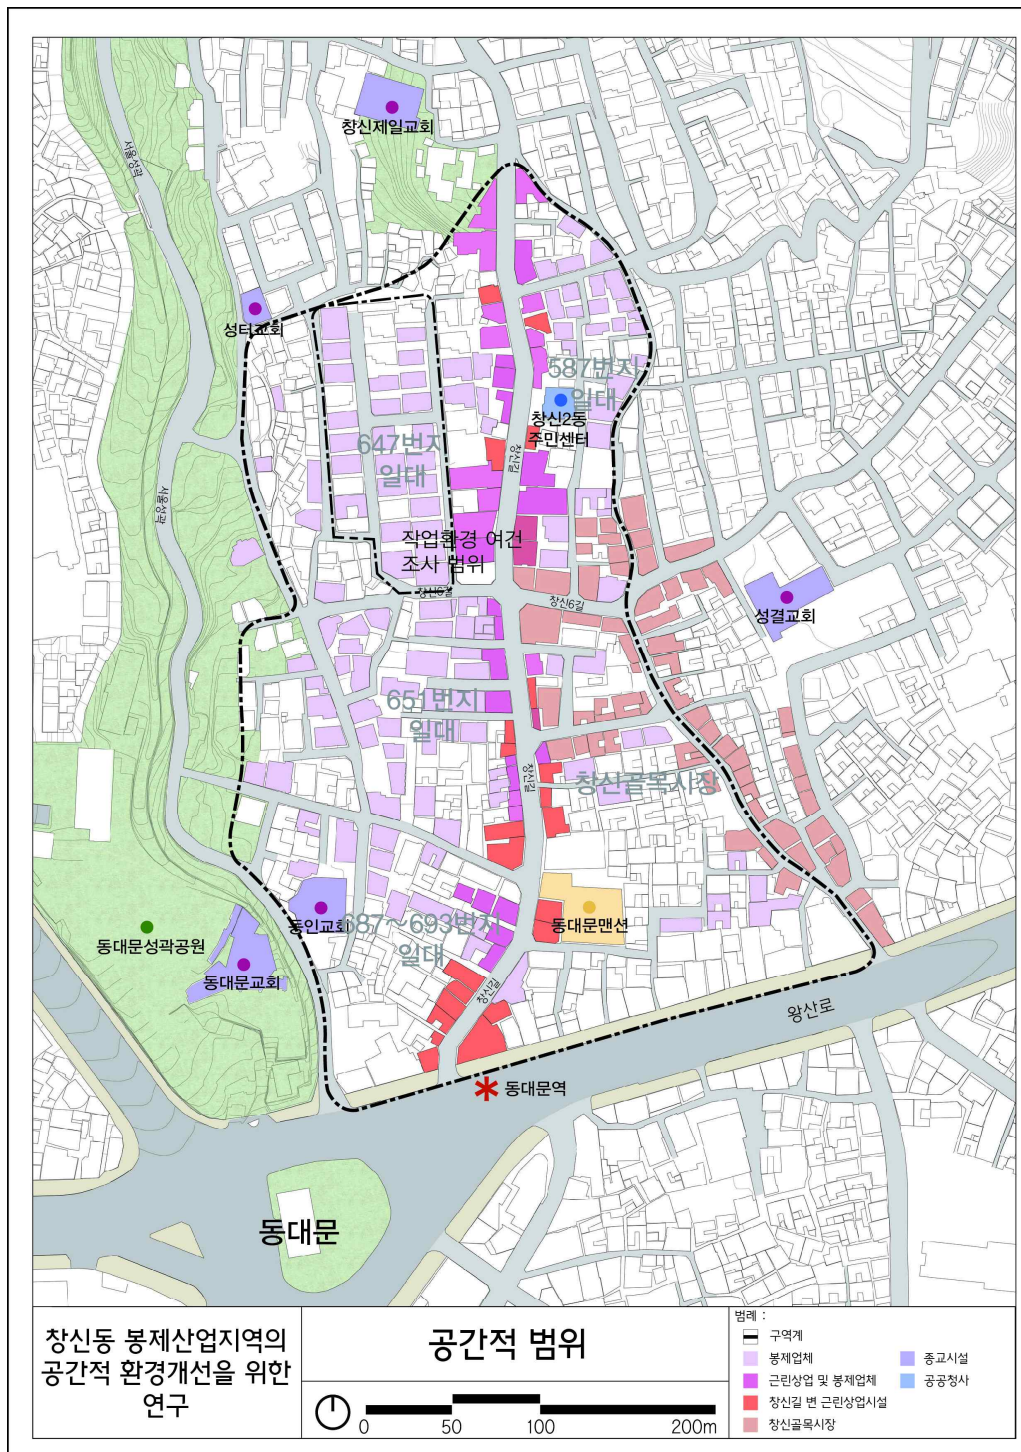 서울성곽
창신제일교회
성터교회
587번지
일대
창신2동
주민센터
647번지
일대
창신길
서울성곽
작업환경 여건
조사 범위
창신6길
창신6길
성결교회
651번지
일대
창신길
창신골목시장
동대문성곽공원
동대문교회
동인교회
687~693번지
일대
동대문맨션
창신길
왕산로
동대문역
동대문
창신동 봉제산업지역의
공간적 환경개선을 위한
연구
공간적 범위
0 50 100 200m
범례 :
구역계
봉제업체
종교시설
근린상업 및 봉제업체
공공청사
창신길 변 근린상업시설
창신골목시장